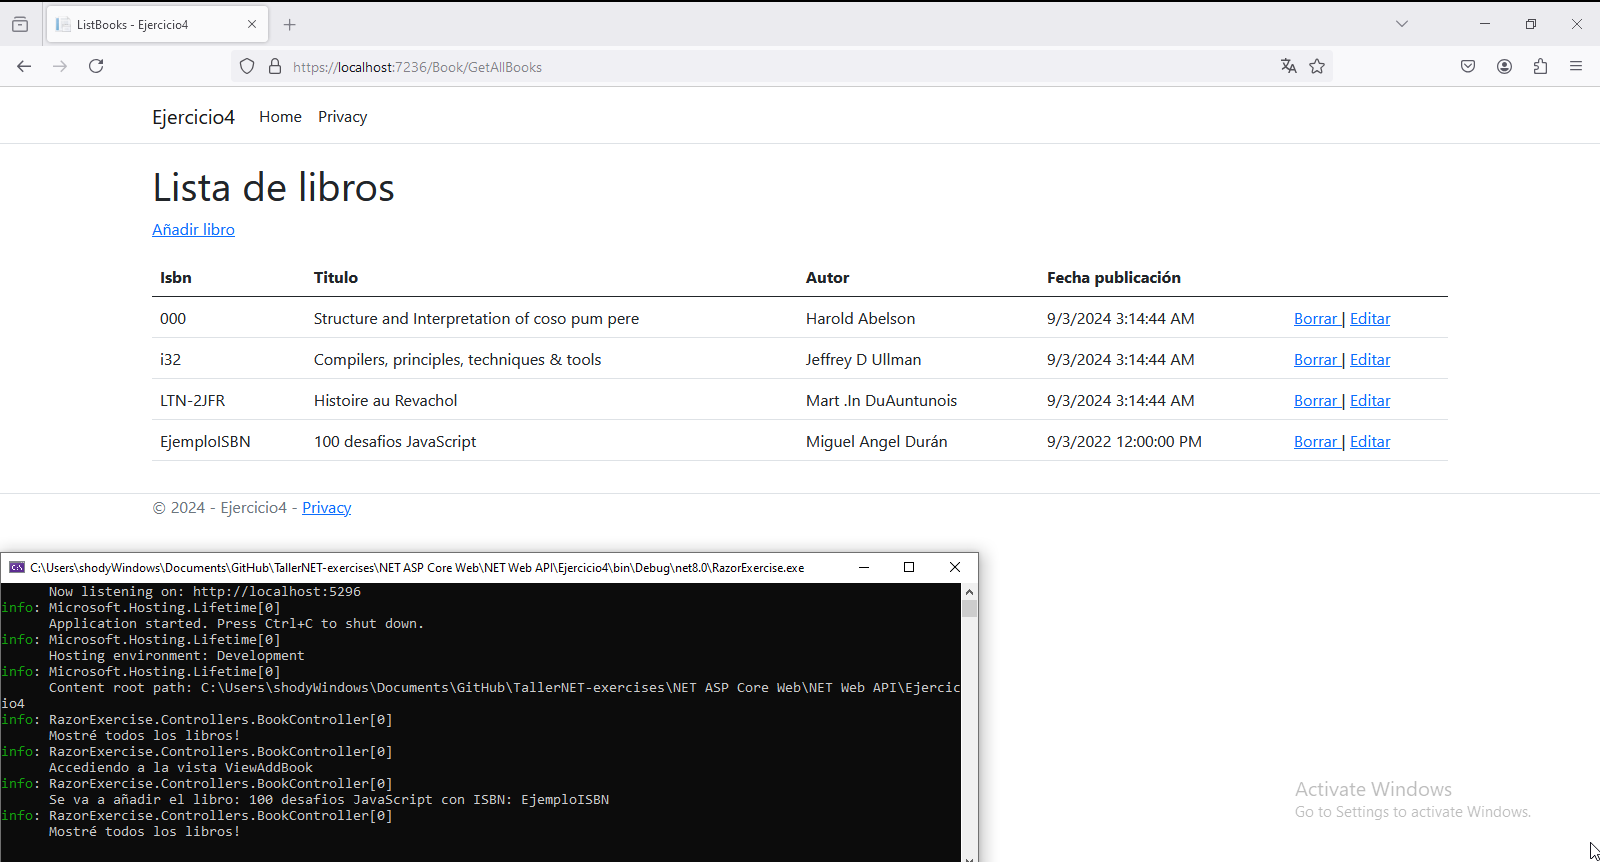 ListBooks - Ejercicio4
https://localhost:7236/Book/GetAllBooks
Ejercicio4 Home Privacy
Lista de libros
Añadir libro
Isbn Titulo Autor Fecha publicación
000 Structure and Interpretation of coso pum pere Harold Abelson 9/3/2024 3:14:44 AM Borrar | Editar
i32 Compilers, principles, techniques & tools Jeffrey D Ullman 9/3/2024 3:14:44 AM Borrar | Editar
LTN-2JFR Histoire au Revachol Mart .In DuAuntunois 9/3/2024 3:14:44 AM Borrar | Editar
EjemploISBN 100 desafios JavaScript Miguel Angel Durán 9/3/2022 12:00:00 PM Borrar | Editar
© 2024 - Ejercicio4 - Privacy
C:\Users\shodyWindows\Documents\GitHub\TallerNET-exercises\NET ASP Core Web\NET Web API\Ejercicio4\bin\Debug\net8.0\RazorExercise.exe
Now listening on: http://localhost:5296
info: Microsoft.Hosting.Lifetime[0]
Application started. Press Ctrl+C to shut down.
info: Microsoft.Hosting.Lifetime[0]
Hosting environment: Development
info: Microsoft.Hosting.Lifetime[0]
Content root path: C:\Users\shodyWindows\Documents\GitHub\TallerNET-exercises\NET ASP Core Web\NET Web API\Ejercic
io4
info: RazorExercise.Controllers.BookController[0]
Mostré todos los libros!
info: RazorExercise.Controllers.BookController[0]
Accediendo a la vista ViewAddBook
info: RazorExercise.Controllers.BookController[0]
Se va a añadir el libro: 100 desafios JavaScript con ISBN: EjemploISBN
info: RazorExercise.Controllers.BookController[0]
Mostré todos los libros!
Activate Windows
Go to Settings to activate Windows.